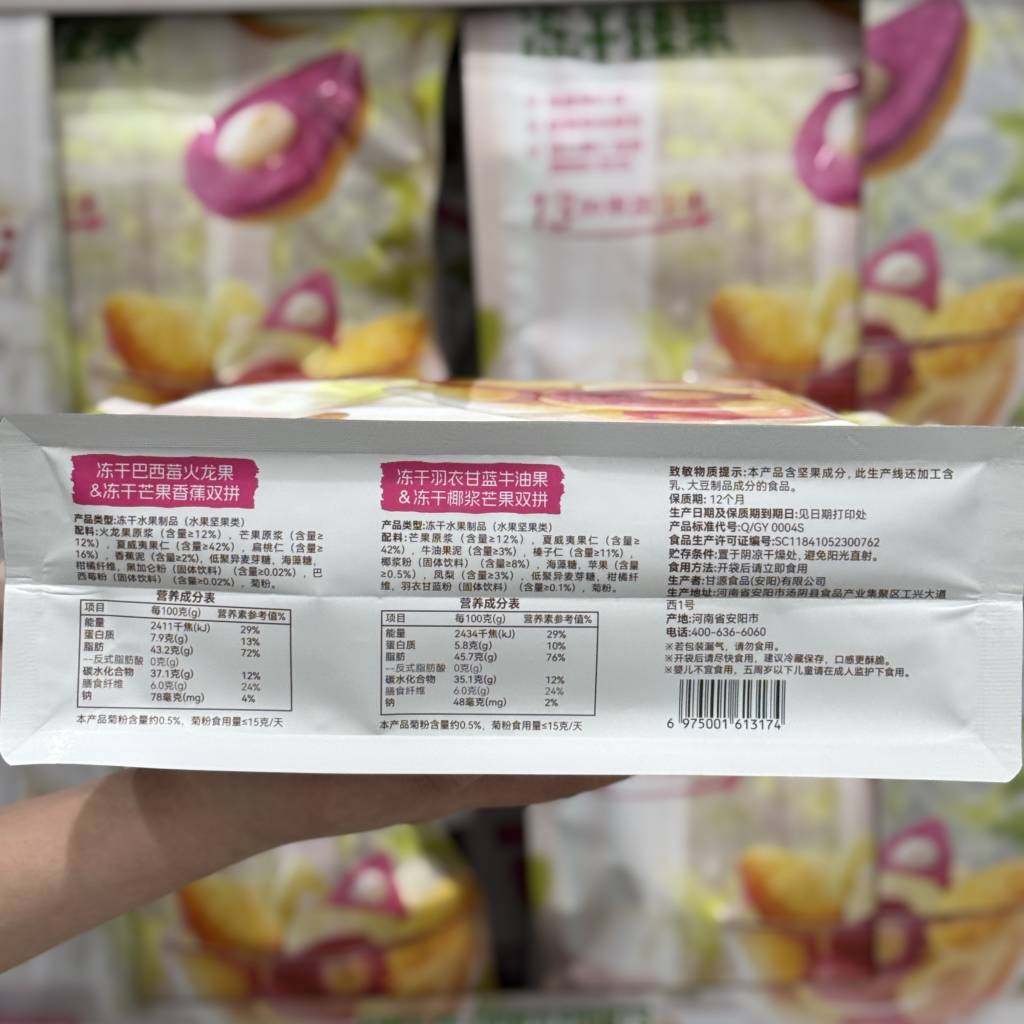 冻干坚果
冻干巴西莓火龙果
&冻干芒果香蕉双拼
产品类型:冻干水果制品（水果坚果类）
配料:火龙果原浆（含量≥12%），芒果原浆（含量≥
12%），夏威夷果仁（含量≥42%），扁桃仁（含量≥
16%），香蕉泥（含量≥2%），低聚异麦芽糖，海藻糖，
柑橘纤维，黑加仑粉（固体饮料）（含量≥0.02%），巴
西莓粉（固体饮料）（含量≥0.02%），菊粉。
营养成分表
项目 每100克(g) 营养素参考值%
能量 2411千焦(kJ) 29%
蛋白质 7.9克(g) 13%
脂肪 43.2克(g) 72%
--反式脂肪酸 0克(g)
碳水化合物 37.1克(g) 12%
膳食纤维 6.0克(g) 24%
钠 78毫克(mg) 4%
本产品菊粉含量约0.5%，菊粉食用量≤15克/天
冻干羽衣甘蓝牛油果
&冻干椰浆芒果双拼
产品类型:冻干水果制品（水果坚果类）
配料:芒果原浆（含量≥12%），夏威夷果仁（含量≥
42%），牛油果泥（含量≥3%），榛子仁（含量≥11%），
椰浆粉（固体饮料）（含量≥8%），海藻糖，苹果（含量
≥0.5%），凤梨（含量≥3%），低聚异麦芽糖，柑橘纤
维，羽衣甘蓝粉（固体饮料）（含量≥0.1%），菊粉。
营养成分表
项目 每100克(g) 营养素参考值%
能量 2434千焦(kJ) 29%
蛋白质 5.8克(g) 10%
脂肪 45.7克(g) 76%
--反式脂肪酸 0克(g)
碳水化合物 35.1克(g) 12%
膳食纤维 6.0克(g) 24%
钠 48毫克(mg) 2%
本产品菊粉含量约0.5%，菊粉食用量≤15克/天
致敏物质提示:本产品含坚果成分，此生产线还加工含
乳、大豆制品成分的食品。
保质期:12个月
生产日期及保质期到期日:见日期打印处
产品标准代号:Q/GY 0004S
食品生产许可证编号:SC11841052300762
贮存条件:置于阴凉干燥处，避免阳光直射。
食用方法:开袋后请立即食用
生产者:甘源食品(安阳)有限公司
生产地址:河南省安阳市汤阴县食品产业集聚区工兴大道
西1号
产地:河南省安阳市
电话:400-636-6060
※若包装漏气，请勿食用。
※开袋后请尽快食用，建议冷藏保存，口感更酥脆。
※婴儿不宜食用，五周岁以下儿童请在成人监护下食用。
6 975001 613174